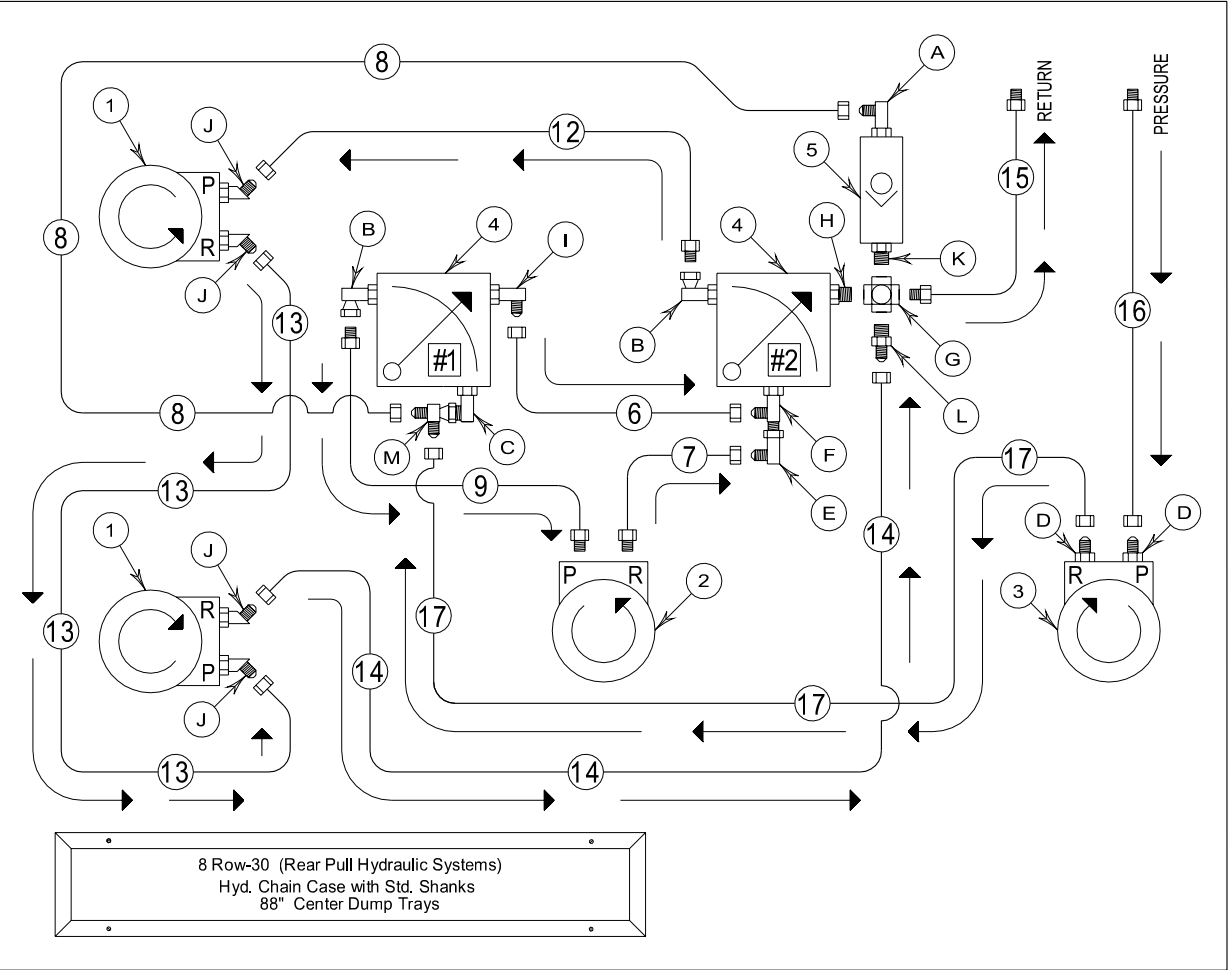 8
A
RETURN
PRESSURE
1
J
12
5
15
P
8
B
4
I
4
H
R
K
J
13
16
#1
B
#2
G
8
6
L
M
C
F
7
17
13
9
E
1
J
D
D
14
P
R
2
R
P
3
R
13
17
P
14
J
17
13
14
8 Row-30 (Rear Pull Hydraulic Systems)
Hyd. Chain Case with Std. Shanks
88" Center Dump Trays